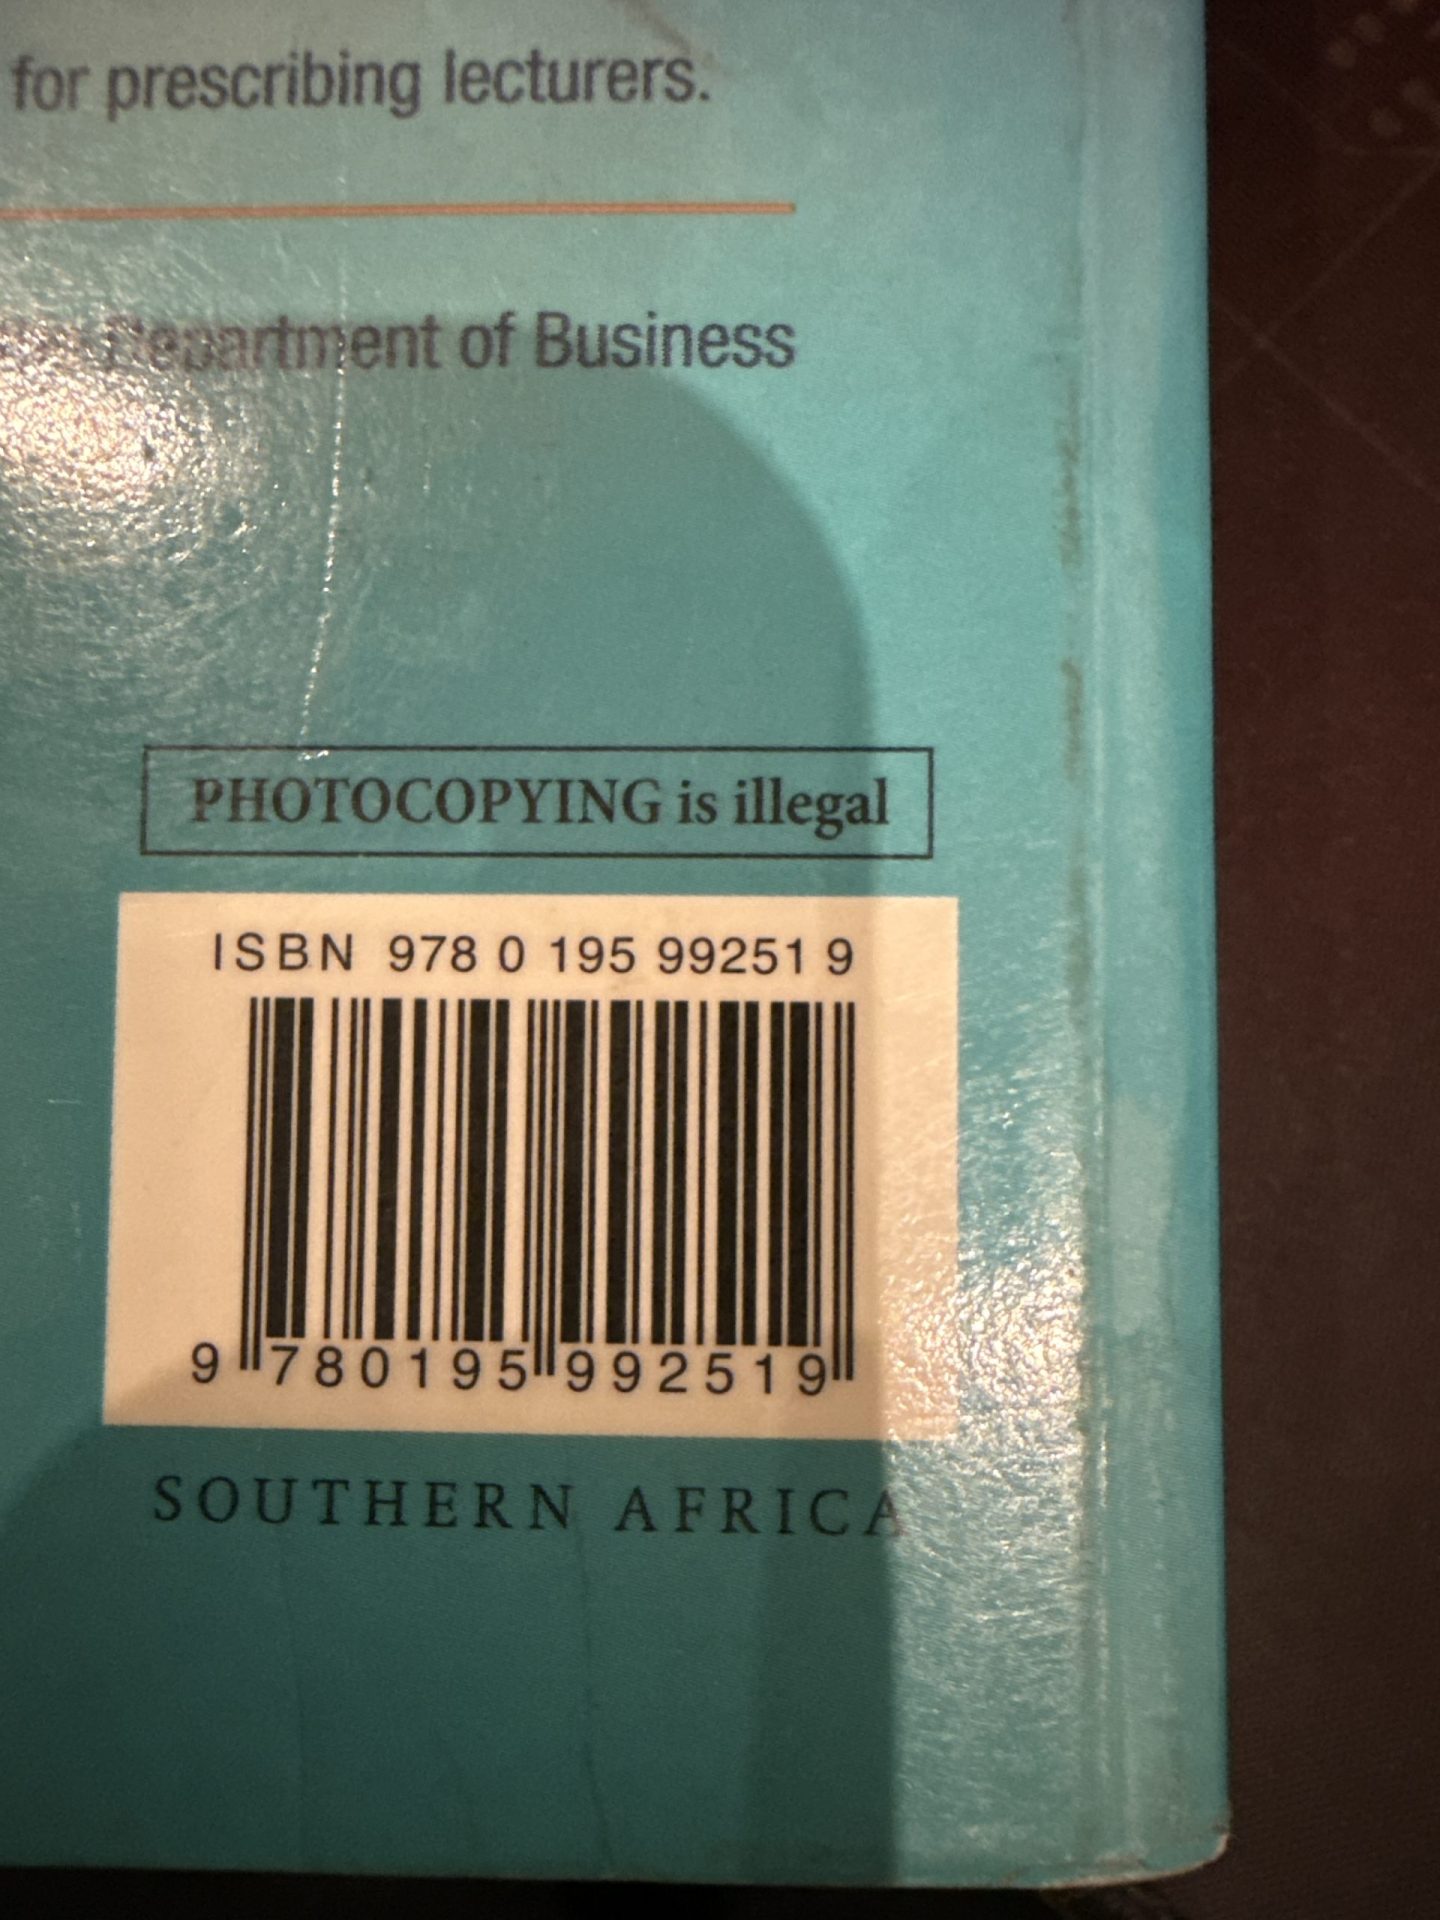 for prescribing lecturers.
Department of Business
PHOTOCOPYING is illegal
ISBN 978 0 195 99251 9
9 780195 992519
SOUTHERN AFRICA